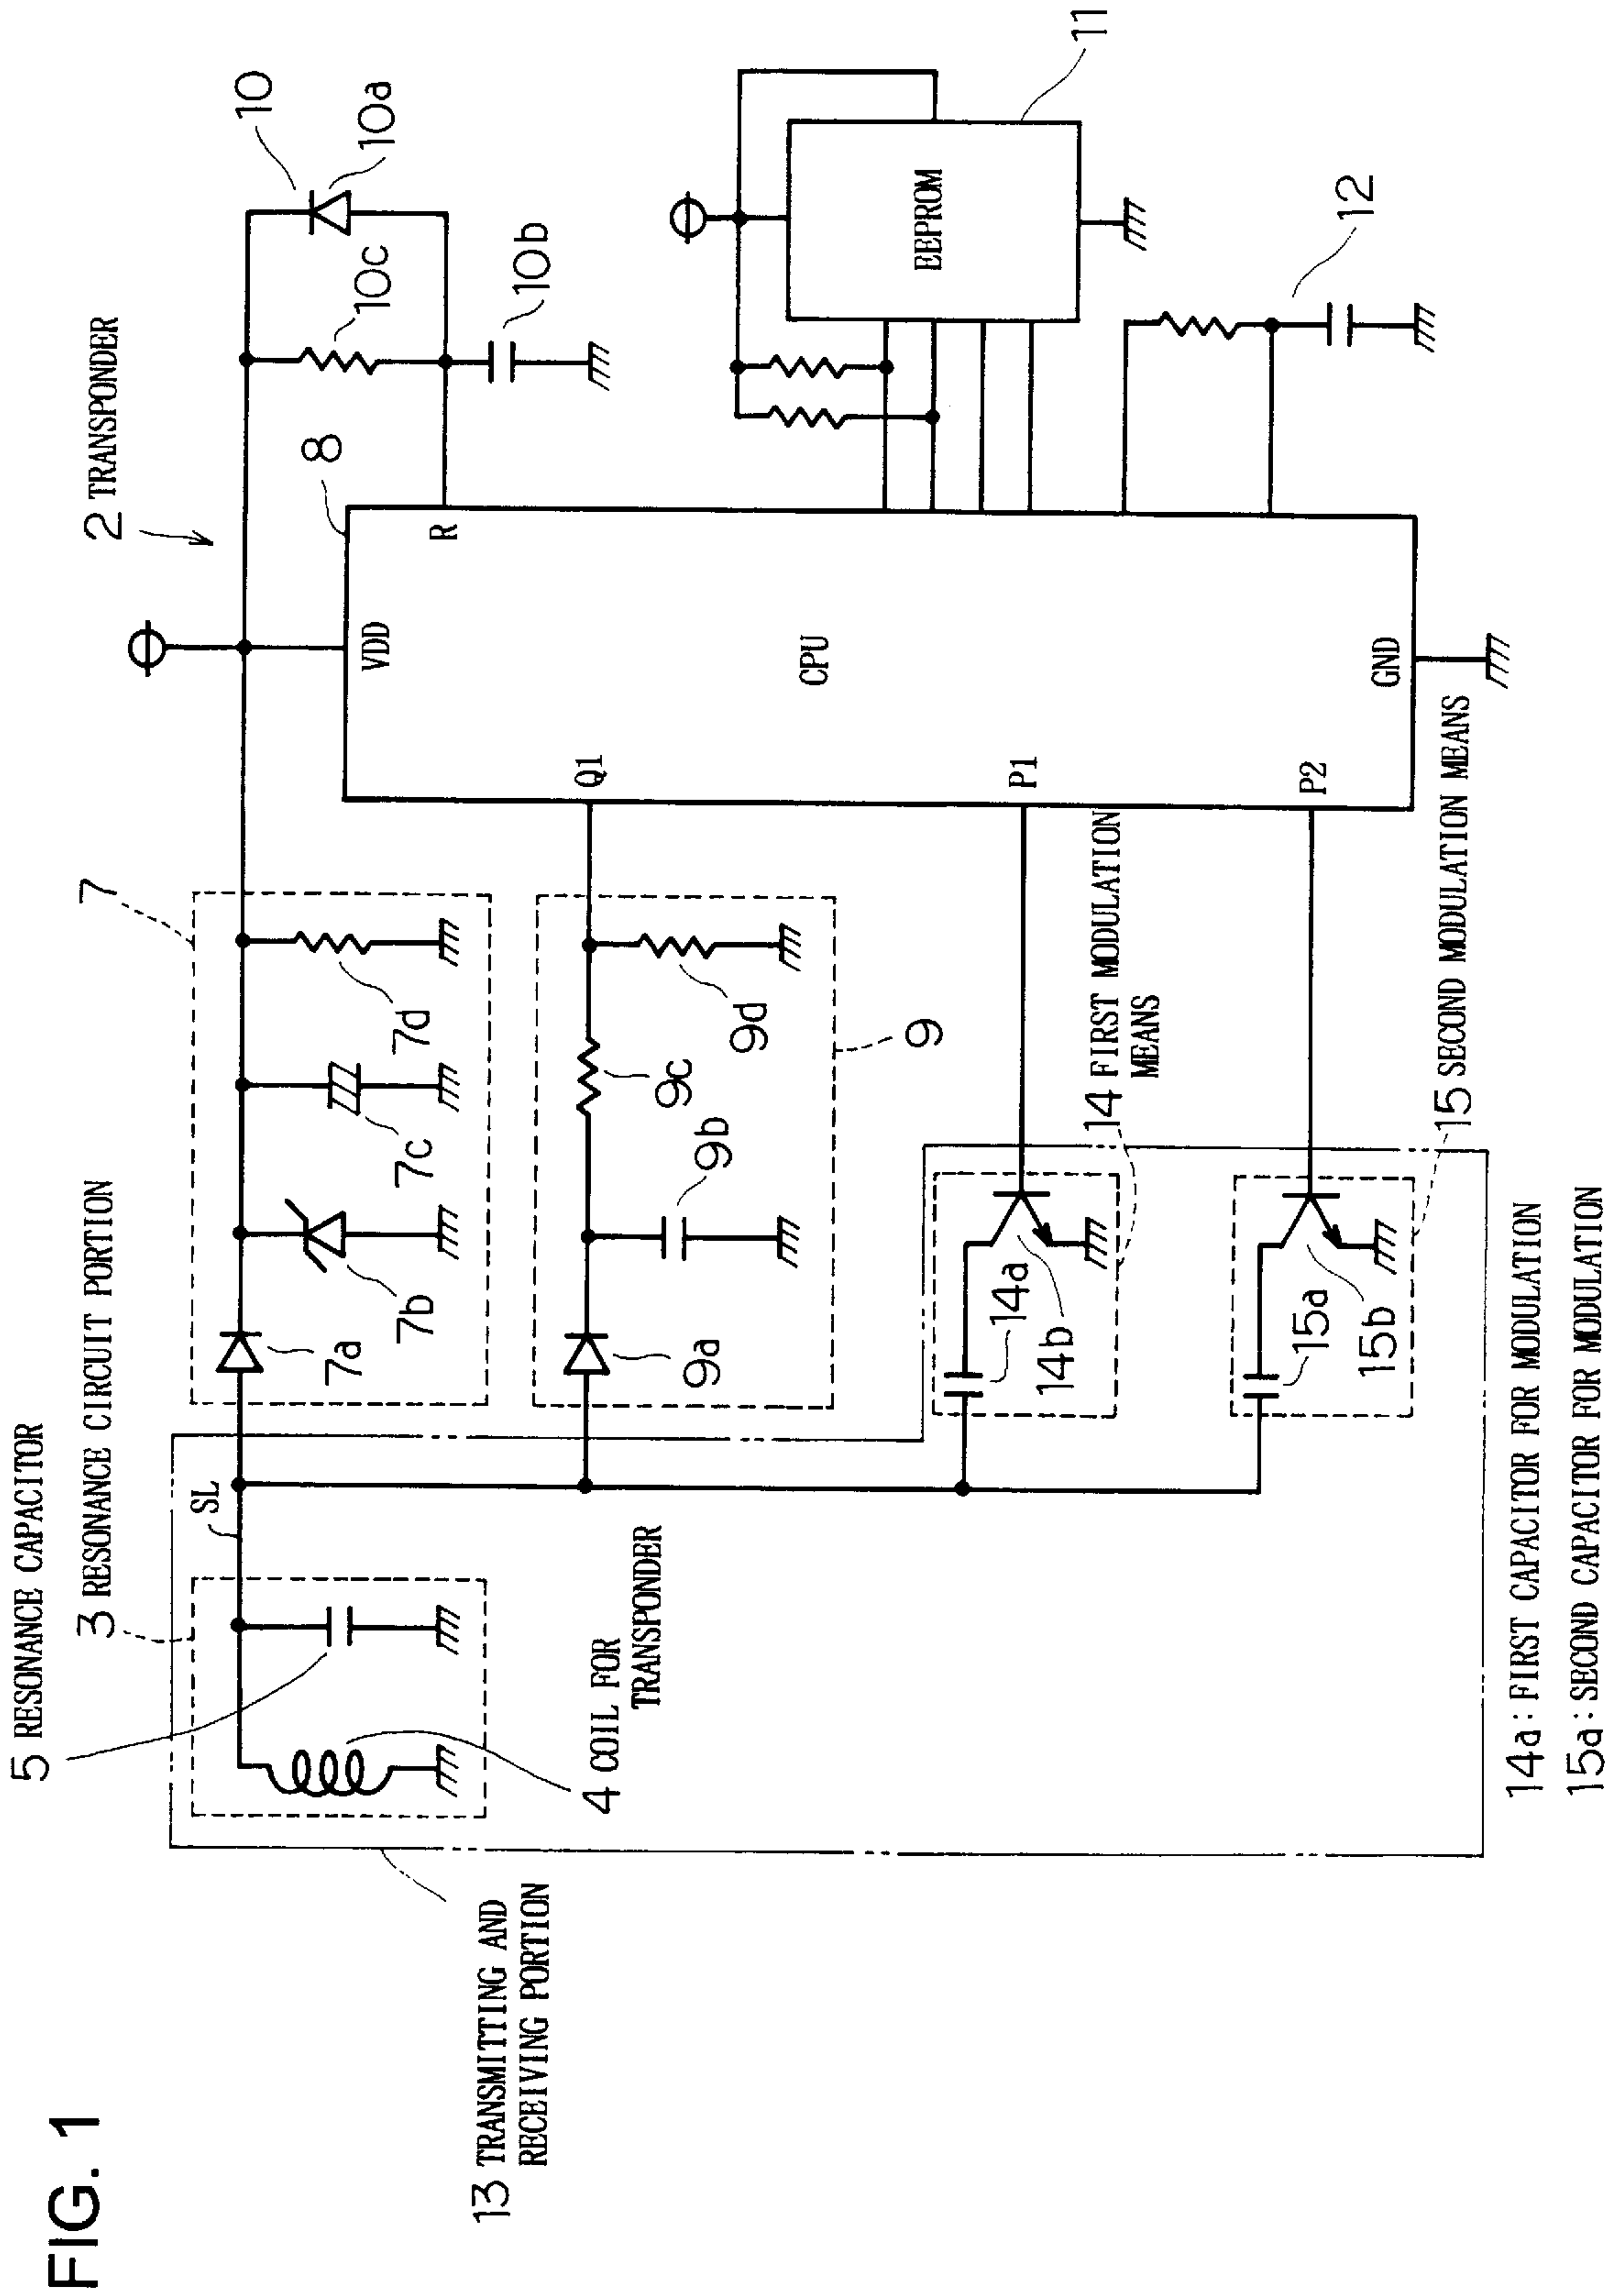 FIG. 1
5 RESONANCE CAPACITOR
3 RESONANCE CIRCUIT PORTION
7
2 TRANSPONDER
10
10a
10c
10b
8
SL
7a
7b
7c
7d
VDD
R
4 COIL FOR
TRANSPONDER
9a
9b
9c
9d
9
Q1
CPU
EEPROM
11
12
13 TRANSMITTING AND
RECEIVING PORTION
14a
14b
14 FIRST MODULATION
MEANS
P1
15a
15b
15 SECOND MODULATION MEANS
P2
GND
14a: FIRST CAPACITOR FOR MODULATION
15a: SECOND CAPACITOR FOR MODULATION